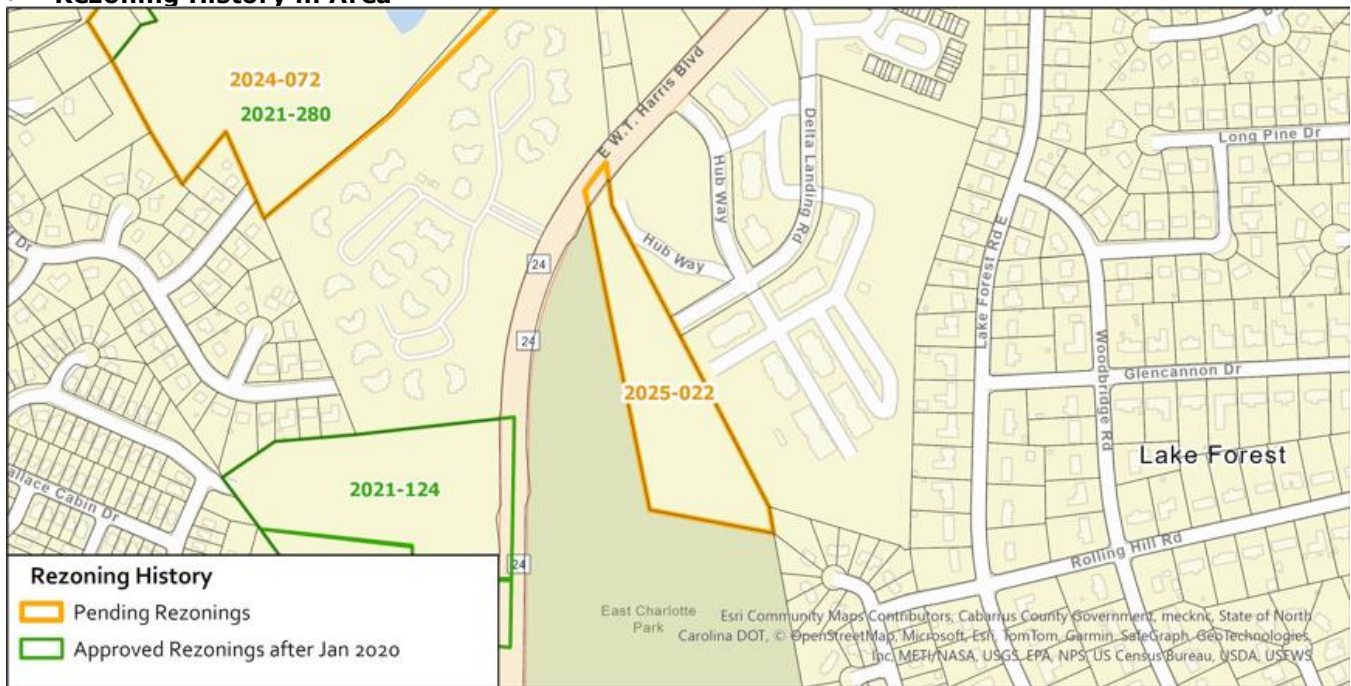 Rezoning History in Area
2024-072
2021-280
E W.T. Harris Blvd
Delta Landing Rd
Hub Way
Hub Way
Long Pine Dr
Lake Forest Rd E
24
24
2025-022
Woodbridge Rd
Glencannon Dr
Lake Forest
2021-124
Wallace Cabin Dr
Rolling Hill Rd
24
East Charlotte
Park
Rezoning History
Pending Rezonings
Approved Rezonings after Jan 2020
Esri Community Maps Contributors, Cabarrus County Government, mecknc, State of North
Carolina DOT, © OpenStreetMap, Microsoft, Esri, TomTom, Garmin, SafeGraph, GeoTechnologies,
Inc, METI/NASA, USGS, EPA, NPS, US Census Bureau, USDA, USFWS